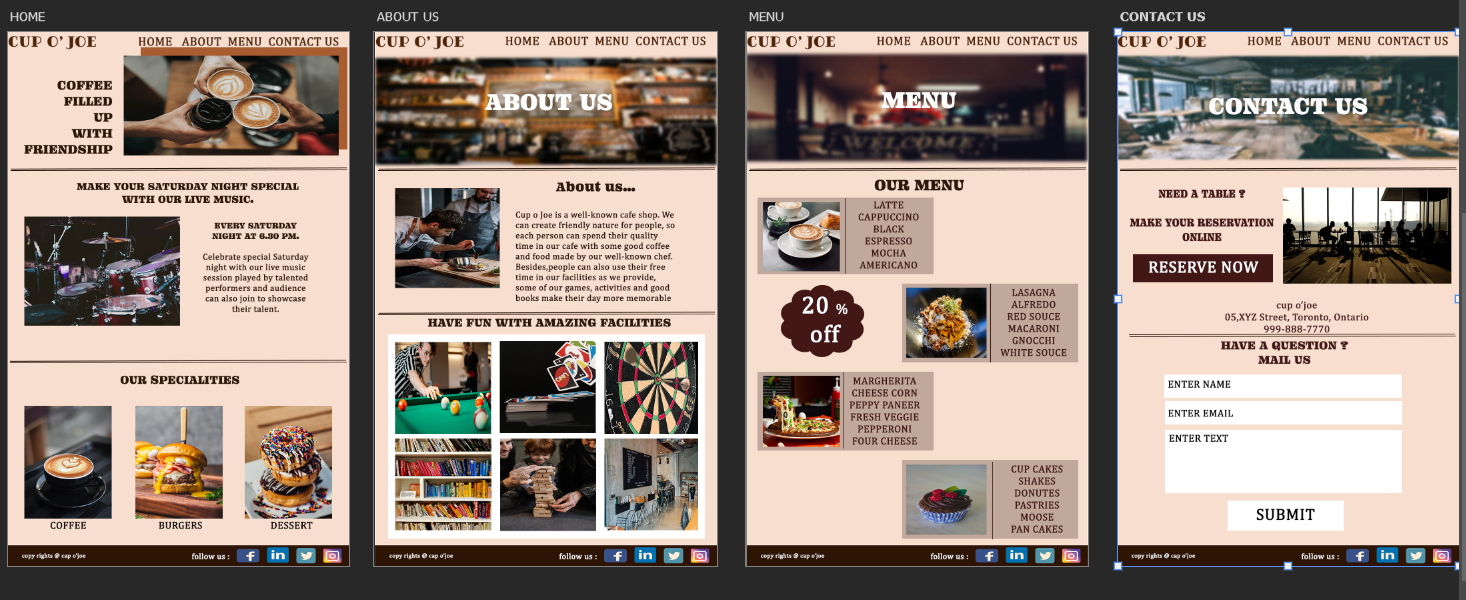 HOME
CUP O' JOE
HOME ABOUT MENU CONTACT US
COFFEE
FILLED
UP
WITH
FRIENDSHIP
MAKE YOUR SATURDAY NIGHT SPECIAL
WITH OUR LIVE MUSIC.
EVERY SATURDAY
NIGHT AT 6.30 PM.
Celebrate special Saturday
night with our live music
session played by talented
performers and audience
can also join to showcase
their talent.
OUR SPECIALITIES
COFFEE
BURGERS
DESSERT
copy rights @ cap o'joe
follow us :
f
in
ABOUT US
CUP O' JOE
HOME ABOUT MENU CONTACT US
ABOUT US
About us...
Cup o Joe is a well-known cafe shop. We
can create friendly nature for people, so
each person can spend their quality
time in our cafe with some good coffee
and food made by our well-known chef.
Besides,people can also use their free
time in our facilities as we provide,
some of our games, activities and good
books make their day more memorable
HAVE FUN WITH AMAZING FACILITIES
UNO
copy rights @ cap o'joe
follow us :
f
in
MENU
CUP O' JOE
HOME ABOUT MENU CONTACT US
MENU
WELCOME
OUR MENU
LATTE
CAPPUCCINO
BLACK
ESPRESSO
MOCHA
AMERICANO
20 %
off
LASAGNA
ALFREDO
RED SOUCE
MACARONI
GNOCCHI
WHITE SOUCE
MARGHERITA
CHEESE CORN
PEPPY PANEER
FRESH VEGGIE
PEPPERONI
FOUR CHEESE
CUP CAKES
SHAKES
DONUTES
PASTRIES
MOOSE
PAN CAKES
copy rights @ cap o'joe
follow us :
f
in
CONTACT US
CUP O' JOE
HOME ABOUT MENU CONTACT US
CONTACT US
NEED A TABLE ?
MAKE YOUR RESERVATION
ONLINE
RESERVE NOW
cup o'joe
05,XYZ Street, Toronto, Ontario
999-888-7770
HAVE A QUESTION ?
MAIL US
ENTER NAME
ENTER EMAIL
ENTER TEXT
SUBMIT
copy rights @ cap o'joe
follow us :
f
in